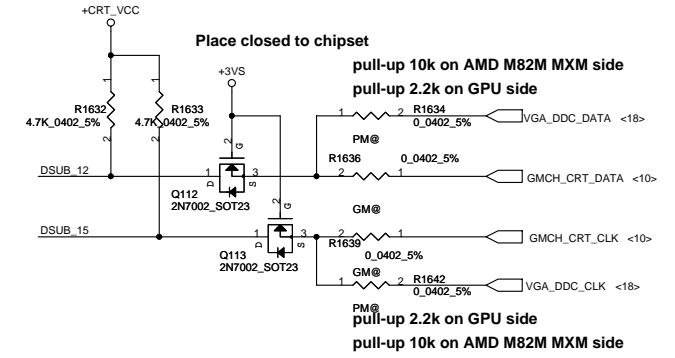 +CRT_VCC
Place closed to chipset
pull-up 10k on AMD M82M MXM side
+3VS
pull-up 2.2k on GPU side
1
1
R1632
4.7K_0402_5%
R1633
4.7K_0402_5%
2
2
1
2
R1634
0_0402_5%
VGA_DDC_DATA <18>
PM@
2
G
R1636
0_0402_5%
DSUB_12
1
3
2
1
GMCH_CRT_DATA <10>
D
S
Q112
2N7002_SOT23
GM@
2
G
DSUB_15
1
3
2
1
GMCH_CRT_CLK <10>
D
S
R1639
0_0402_5%
Q113
2N7002_SOT23
GM@
1
2
R1642
0_0402_5%
VGA_DDC_CLK <18>
PM@
pull-up 2.2k on GPU side
pull-up 10k on AMD M82M MXM side